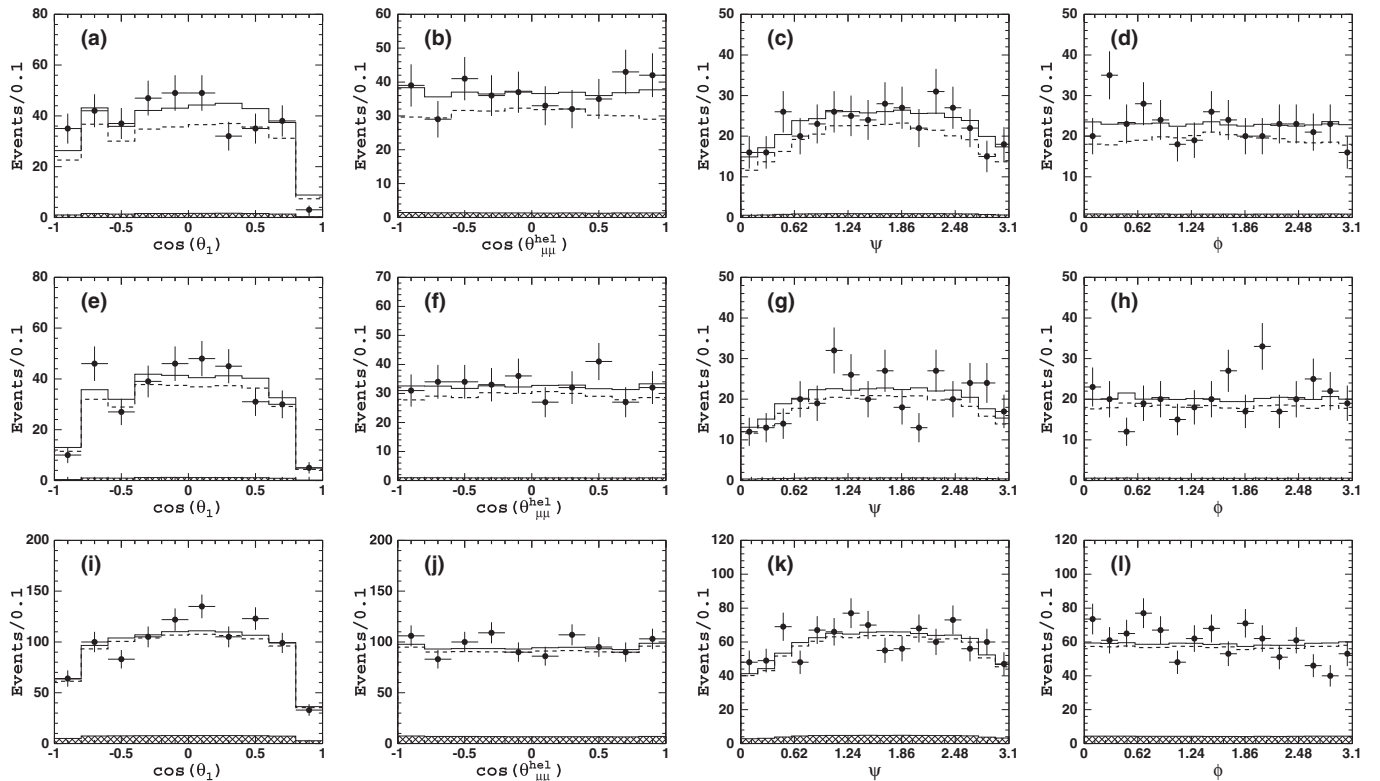 (a)
Events/0.1
80
60
40
20
0
-1 -0.5 0 0.5 1
cos(θ₁)
(b)
Events/0.1
60
50
40
30
20
10
0
-1 -0.5 0 0.5 1
cos(θ^hel_μμ)
(c)
Events/0.1
50
40
30
20
10
0
0 0.62 1.24 1.86 2.48 3.1
ψ
(d)
Events/0.1
50
40
30
20
10
0
0 0.62 1.24 1.86 2.48 3.1
ϕ
(e)
Events/0.1
80
60
40
20
0
-1 -0.5 0 0.5 1
cos(θ₁)
(f)
Events/0.1
70
60
50
40
30
20
10
0
-1 -0.5 0 0.5 1
cos(θ^hel_μμ)
(g)
Events/0.1
50
40
30
20
10
0
0 0.62 1.24 1.86 2.48 3.1
ψ
(h)
Events/0.1
50
40
30
20
10
0
0 0.62 1.24 1.86 2.48 3.1
ϕ
(i)
Events/0.1
200
150
100
50
0
-1 -0.5 0 0.5 1
cos(θ₁)
(j)
Events/0.1
200
150
100
50
0
-1 -0.5 0 0.5 1
cos(θ^hel_μμ)
(k)
Events/0.1
120
100
80
60
40
20
0
0 0.62 1.24 1.86 2.48 3.1
ψ
(l)
Events/0.1
120
100
80
60
40
20
0
0 0.62 1.24 1.86 2.48 3.1
ϕ